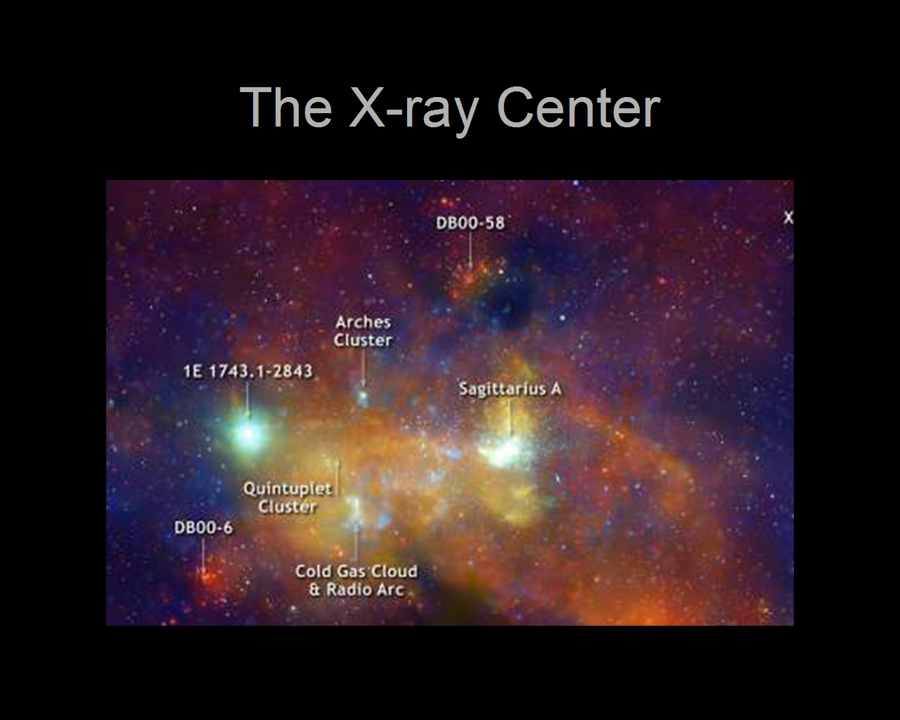 The X-ray Center
DB00-58
X
Arches
Cluster
1E 1743.1-2843
Sagittarius A
Quintuplet
Cluster
DB00-6
Cold Gas Cloud
& Radio Arc